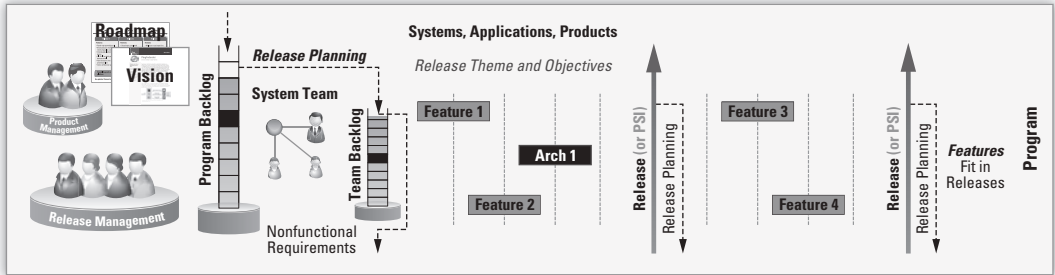 Roadmap
Vision
Product
Management
Release Management
Program Backlog
Release Planning
System Team
Team Backlog
Nonfunctional
Requirements
Systems, Applications, Products
Release Theme and Objectives
Feature 1
Arch 1
Feature 2
Release (or PSI)
Release Planning
Feature 3
Feature 4
Release (or PSI)
Release Planning
Features
Fit in
Releases
Program